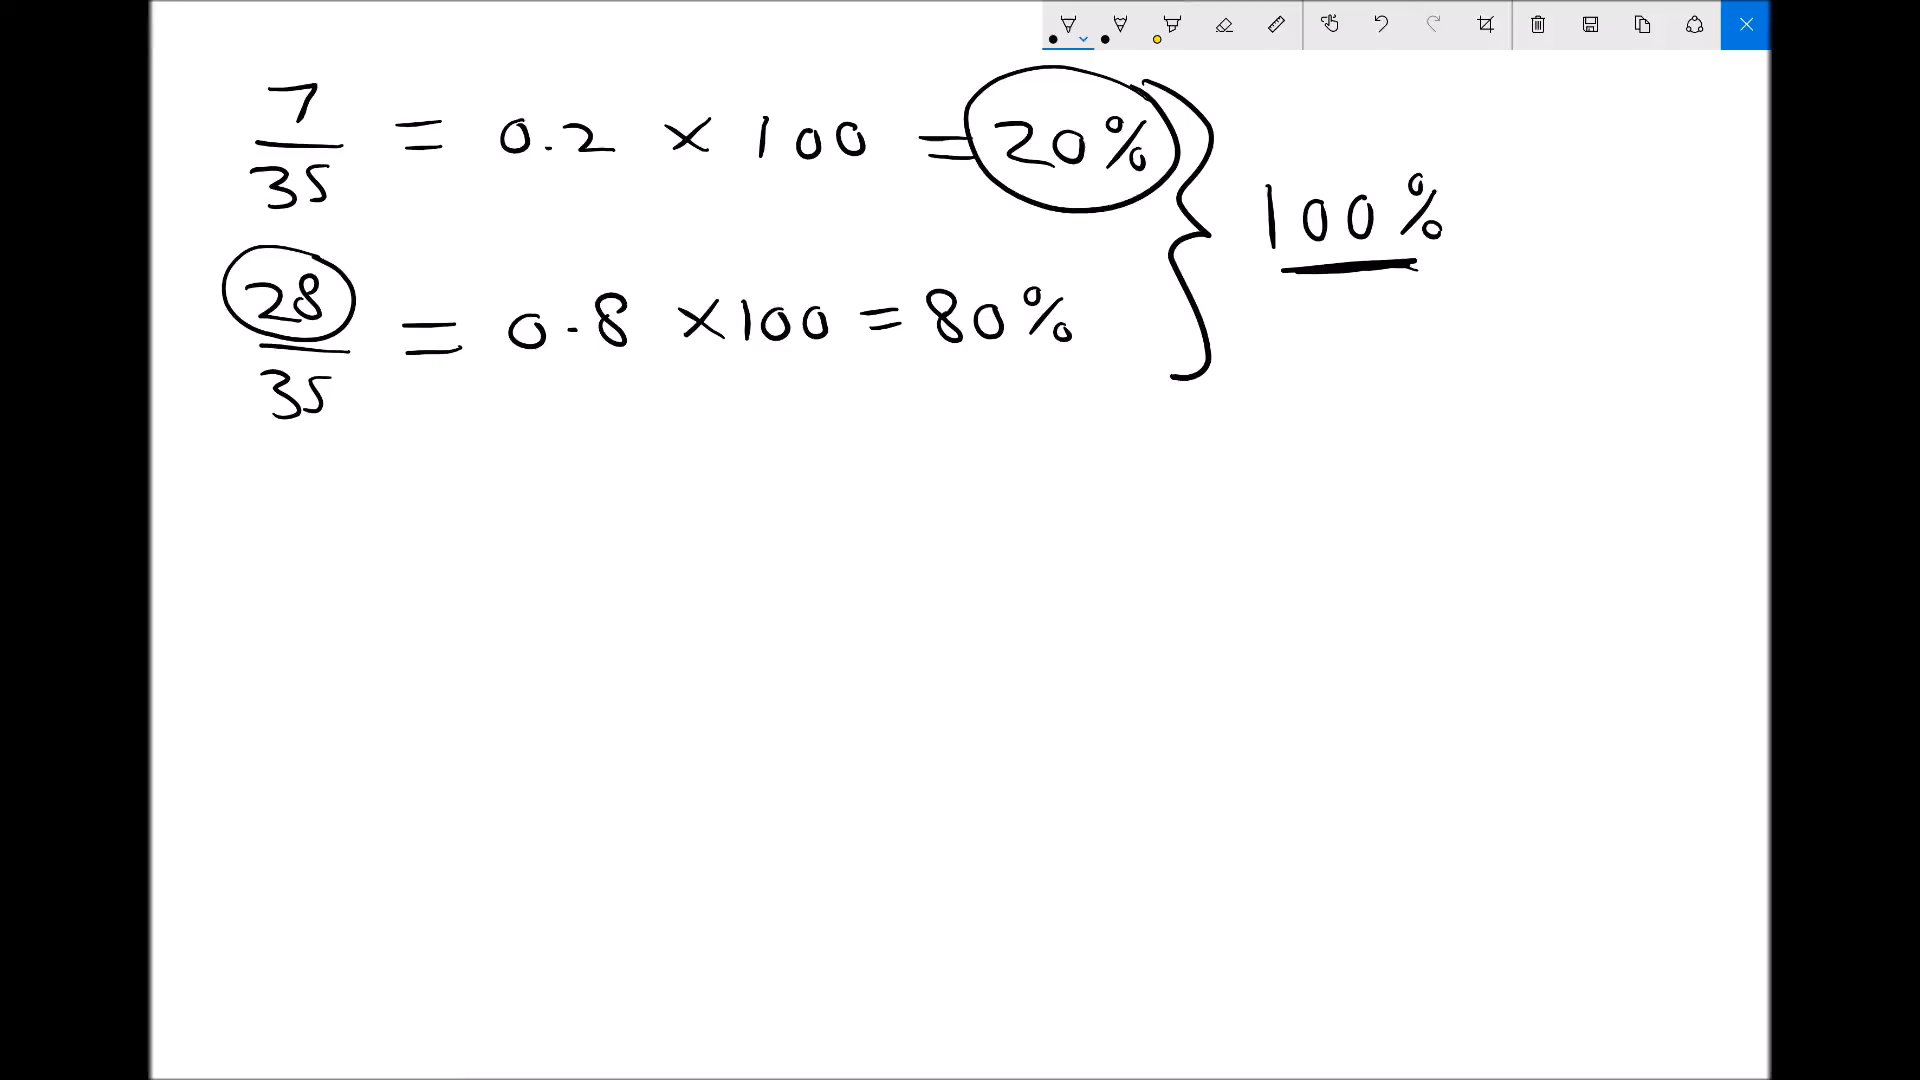 7/35 = 0.2 × 100 = 20%
28/35 = 0.8 × 100 = 80%
100%